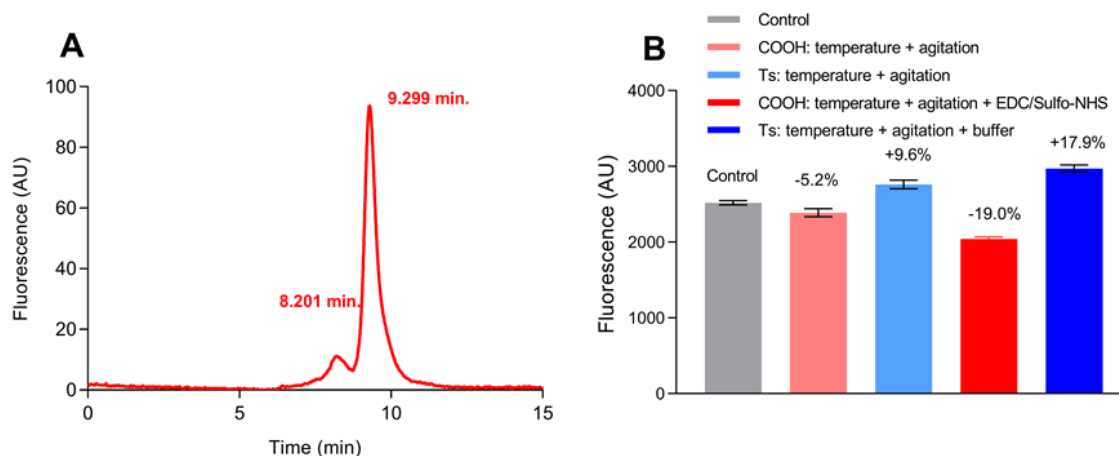 A
9.299 min.
8.201 min.
100
80
60
40
20
0
Fluorescence (AU)
0
5
10
15
Time (min)
B
Control
COOH: temperature + agitation
Ts: temperature + agitation
COOH: temperature + agitation + EDC/Sulfo-NHS
Ts: temperature + agitation + buffer
4000
3000
2000
1000
0
Fluorescence (AU)
Control
-5.2%
+9.6%
-19.0%
+17.9%